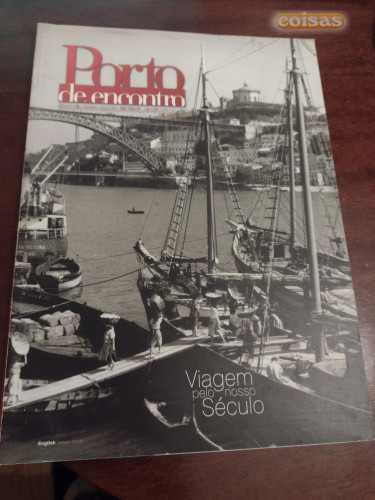 coisas
Porto
de encontro
Viagem
pelo nosso
Século
English